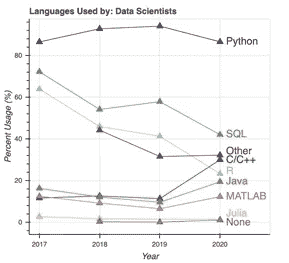 Languages Used by: Data Scientists
Percent Usage (%)
80
60
40
20
0
Python
SQL
Other
C/C++
R
Java
MATLAB
Julia
None
2017
2018
2019
2020
Year